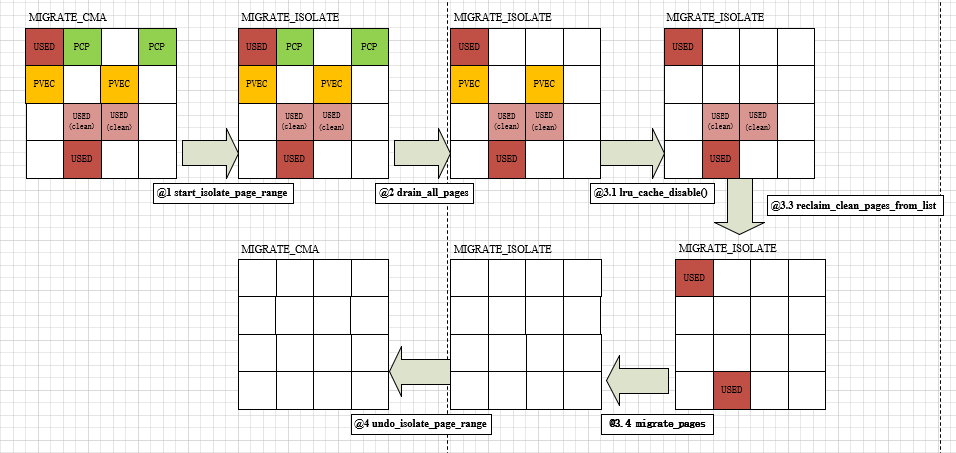 MIGRATE_CMA
MIGRATE_ISOLATE
MIGRATE_ISOLATE
MIGRATE_ISOLATE
USED PCP PCP
USED PCP PCP
USED
USED
PVEC PVEC
PVEC PVEC
PVEC PVEC
USED USED
(clean) (clean)
USED USED
(clean) (clean)
USED USED
(clean) (clean)
USED USED
(clean) (clean)
USED
USED
USED
USED
@1 start_isolate_page_range
@2 drain_all_pages
@3.1 lru_cache_disable()
@3.3 reclaim_clean_pages_from_list
MIGRATE_CMA
MIGRATE_ISOLATE
MIGRATE_ISOLATE
USED
USED
@4 undo_isolate_page_range
@3.4 migrate_pages